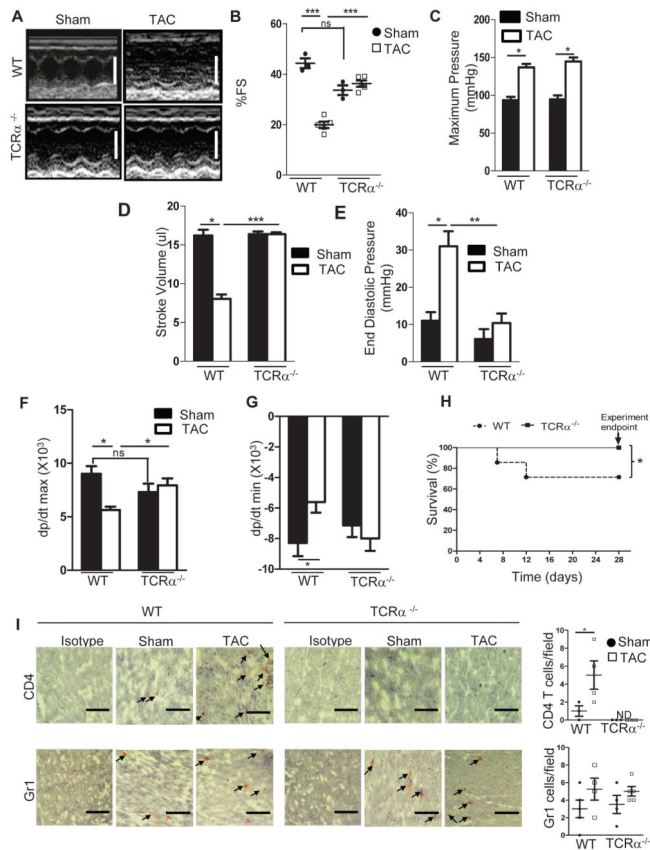 A
Sham
TAC
WT
TCRα-/-
B
%FS
60
40
20
0
***
***
ns
Sham
TAC
WT
TCRα-/-
C
Maximum Pressure
(mmHg)
200
150
100
50
0
*
*
Sham
TAC
WT
TCRα-/-
D
Stroke Volume (ul)
20
15
10
5
0
*
***
Sham
TAC
WT
TCRα-/-
E
End Diastolic Pressure
(mmHg)
40
30
20
10
0
*
**
Sham
TAC
WT
TCRα-/-
F
dp/dt max (X10³)
15
10
5
0
*
*
ns
Sham
TAC
WT
TCRα-/-
G
dp/dt min (X10³)
0
-2
-4
-6
-8
-10
*
WT
TCRα-/-
H
WT
TCRα-/-
Experiment
endpoint
*
Survival (%)
100
80
60
40
20
0
0 4 8 12 16 20 24 28
Time (days)
I
WT
TCRα-/-
Isotype Sham TAC Isotype Sham TAC
CD4
Gr1
CD4 T cells/field
10
8
6
4
2
0
*
Sham
TAC
ND
WT TCRα-/-
Gr1 cells/field
10
8
6
4
2
0
WT TCRα-/-